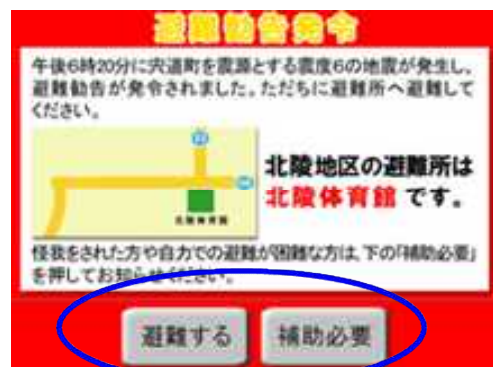 避難勧告発令
午後6時20分に宍道町を震源とする震度6の地震が発生し、
避難勧告が発令されました。ただちに避難所へ避難して
ください。
北陵地区の避難所は
北陵体育館 です。
北陵体育館
怪我をされた方や自力での避難が困難な方は、下の「補助必要」
を押してお知らせください。
避難する
補助必要